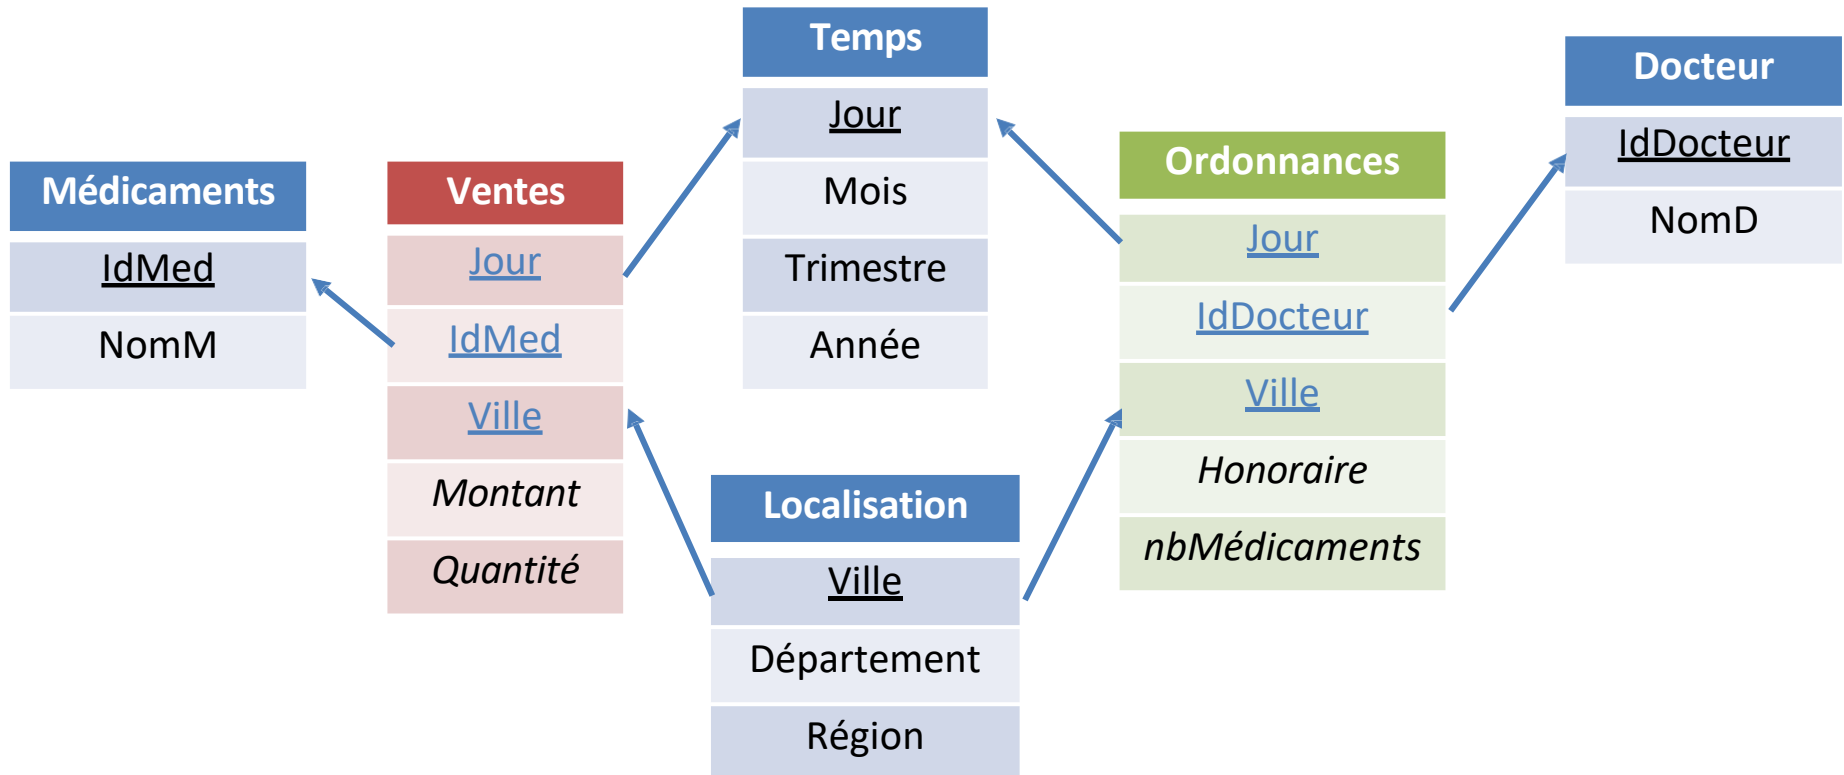 Médicaments
IdMed
NomM
Ventes
Jour
IdMed
Ville
Montant
Quantité
Temps
Jour
Mois
Trimestre
Année
Localisation
Ville
Département
Région
Ordonnances
Jour
IdDocteur
Ville
Honoraire
nbMédicaments
Docteur
IdDocteur
NomD